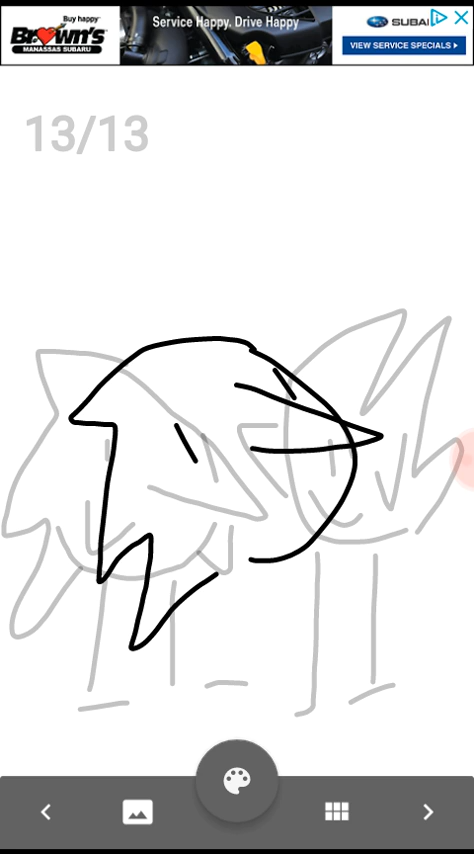 Buy happy
Brown's
MANASSAS SUBARU
Service Happy. Drive Happy
SUBA
VIEW SERVICE SPECIALS
13/13